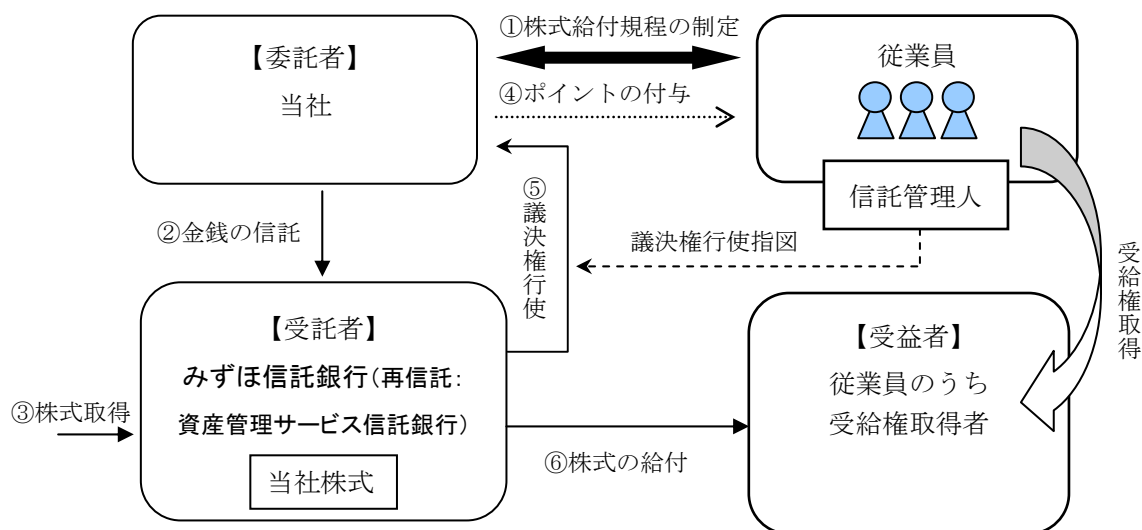 ①株式給付規程の制定
【委託者】
当社
従業員
④ポイントの付与
信託管理人
②金銭の信託
⑤議決権行使
議決権行使指図
受給権取得
【受託者】
みずほ信託銀行(再信託:
資産管理サービス信託銀行)
当社株式
③株式取得
【受益者】
従業員のうち
受給権取得者
⑥株式の給付